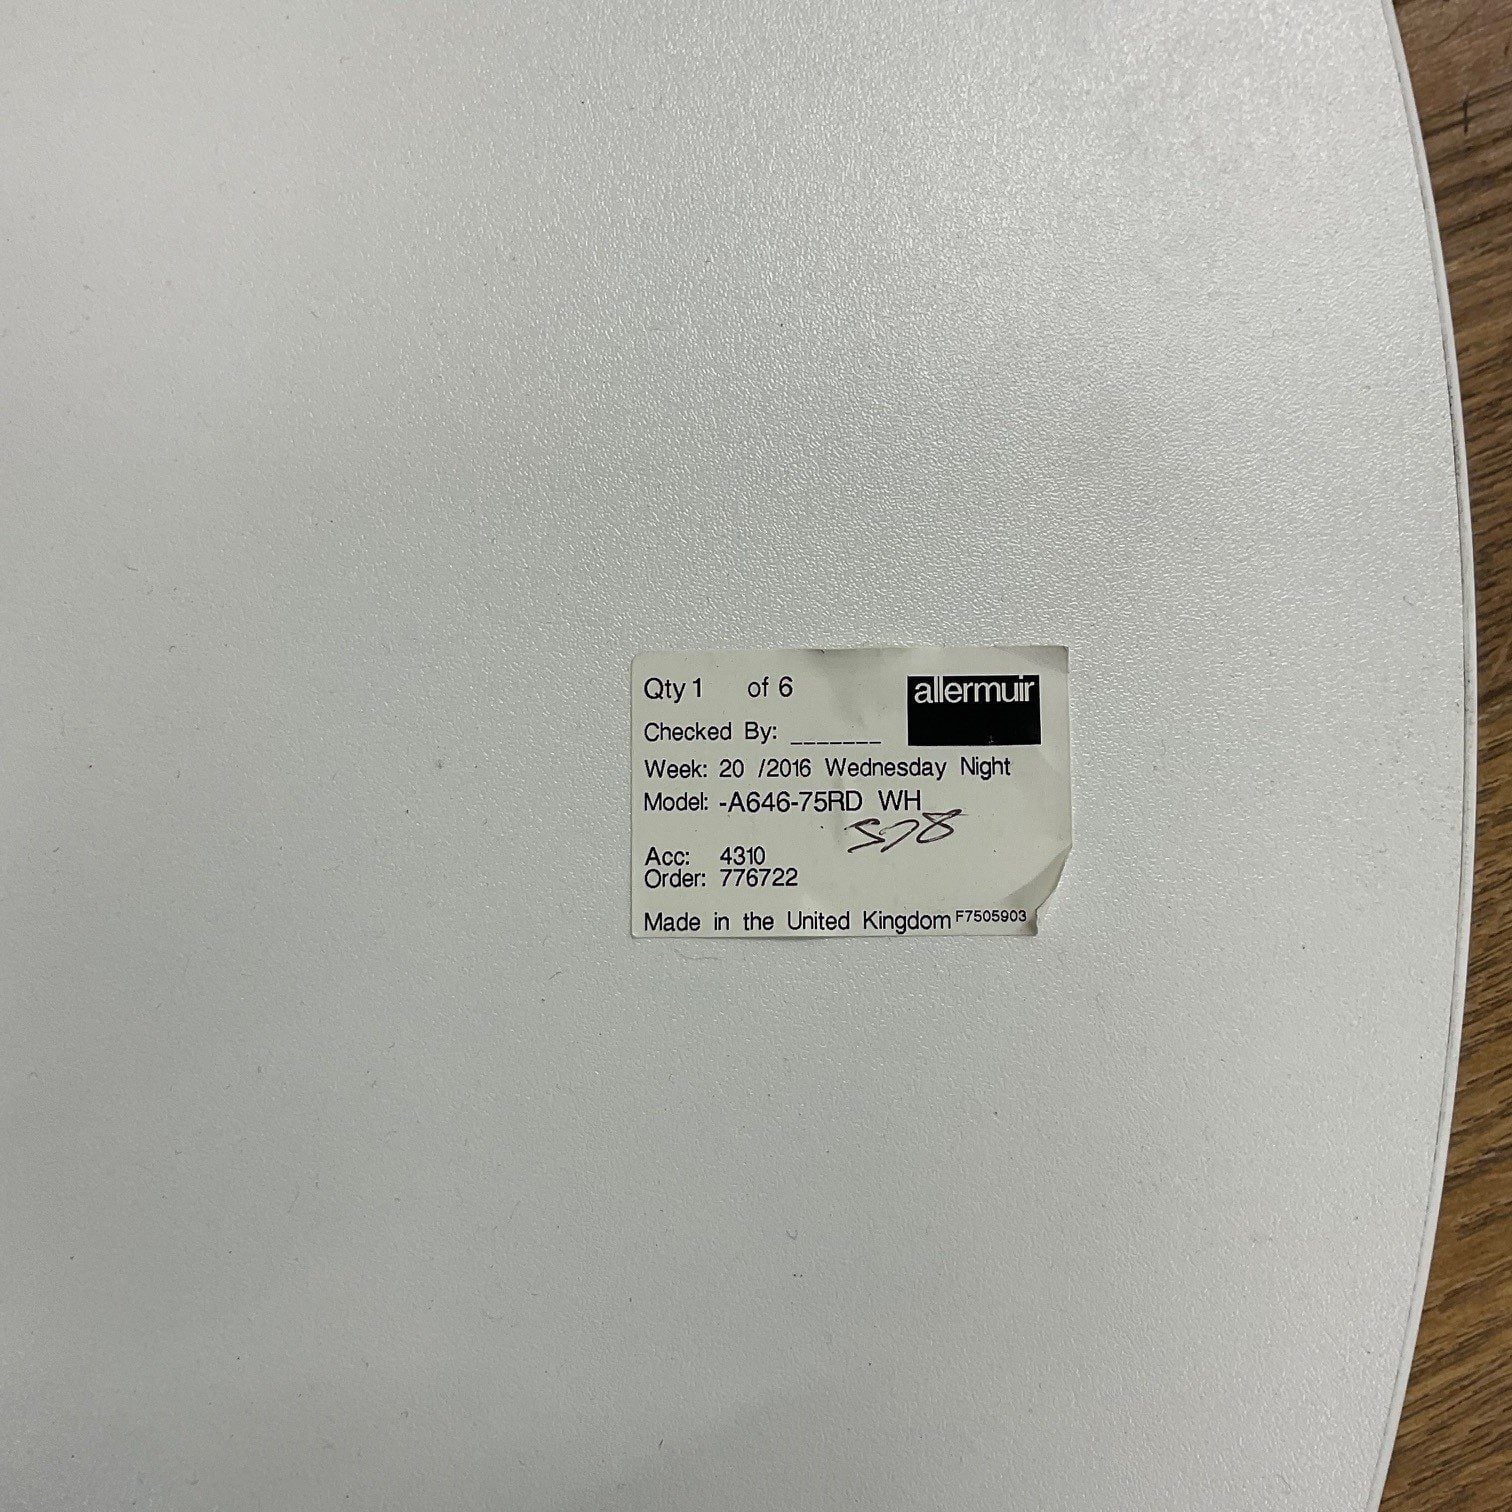 Qty 1 of 6
allermuir
Checked By: _______
Week: 20 /2016 Wednesday Night
Model: -A646-75RD WH
578
Acc: 4310
Order: 776722
Made in the United Kingdom F7505903